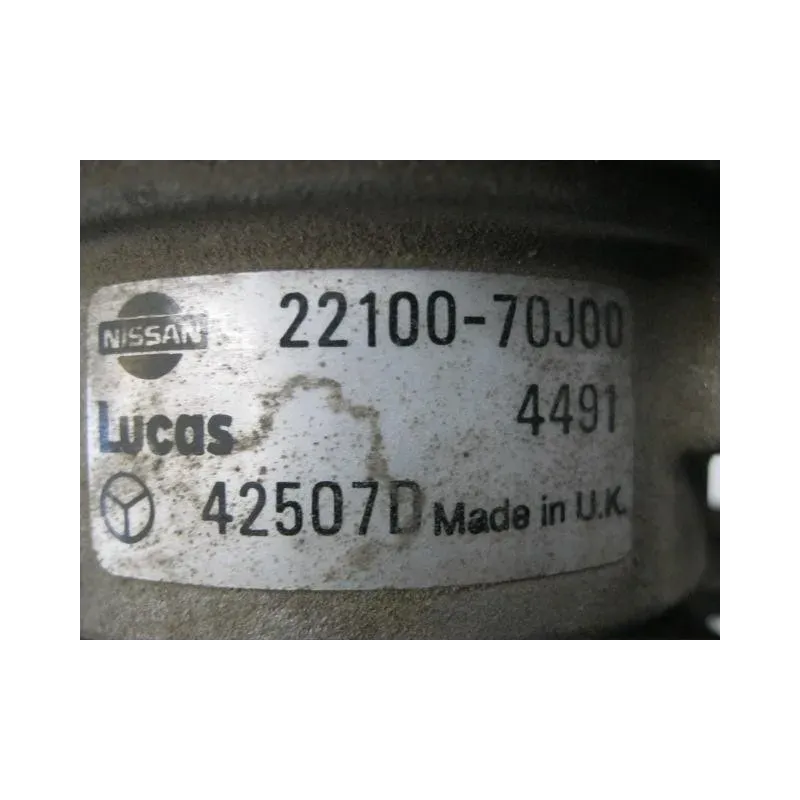 NISSAN 22100-70J00
Lucas 4491
42507D Made in U.K.